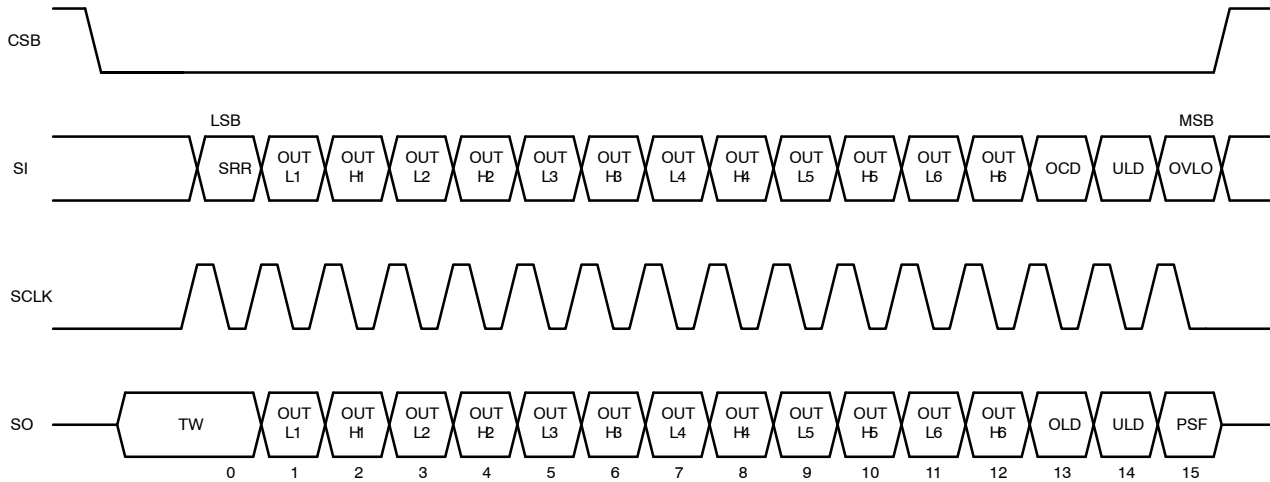 CSB
LSB
MSB
SI
SRR
OUT
L1
OUT
H1
OUT
L2
OUT
H2
OUT
L3
OUT
H3
OUT
L4
OUT
H4
OUT
L5
OUT
H5
OUT
L6
OUT
H6
OCD
ULD
OVLO
SCLK
SO
TW
OUT
L1
OUT
H1
OUT
L2
OUT
H2
OUT
L3
OUT
H3
OUT
L4
OUT
H4
OUT
L5
OUT
H5
OUT
L6
OUT
H6
OLD
ULD
PSF
0 1 2 3 4 5 6 7 8 9 10 11 12 13 14 15